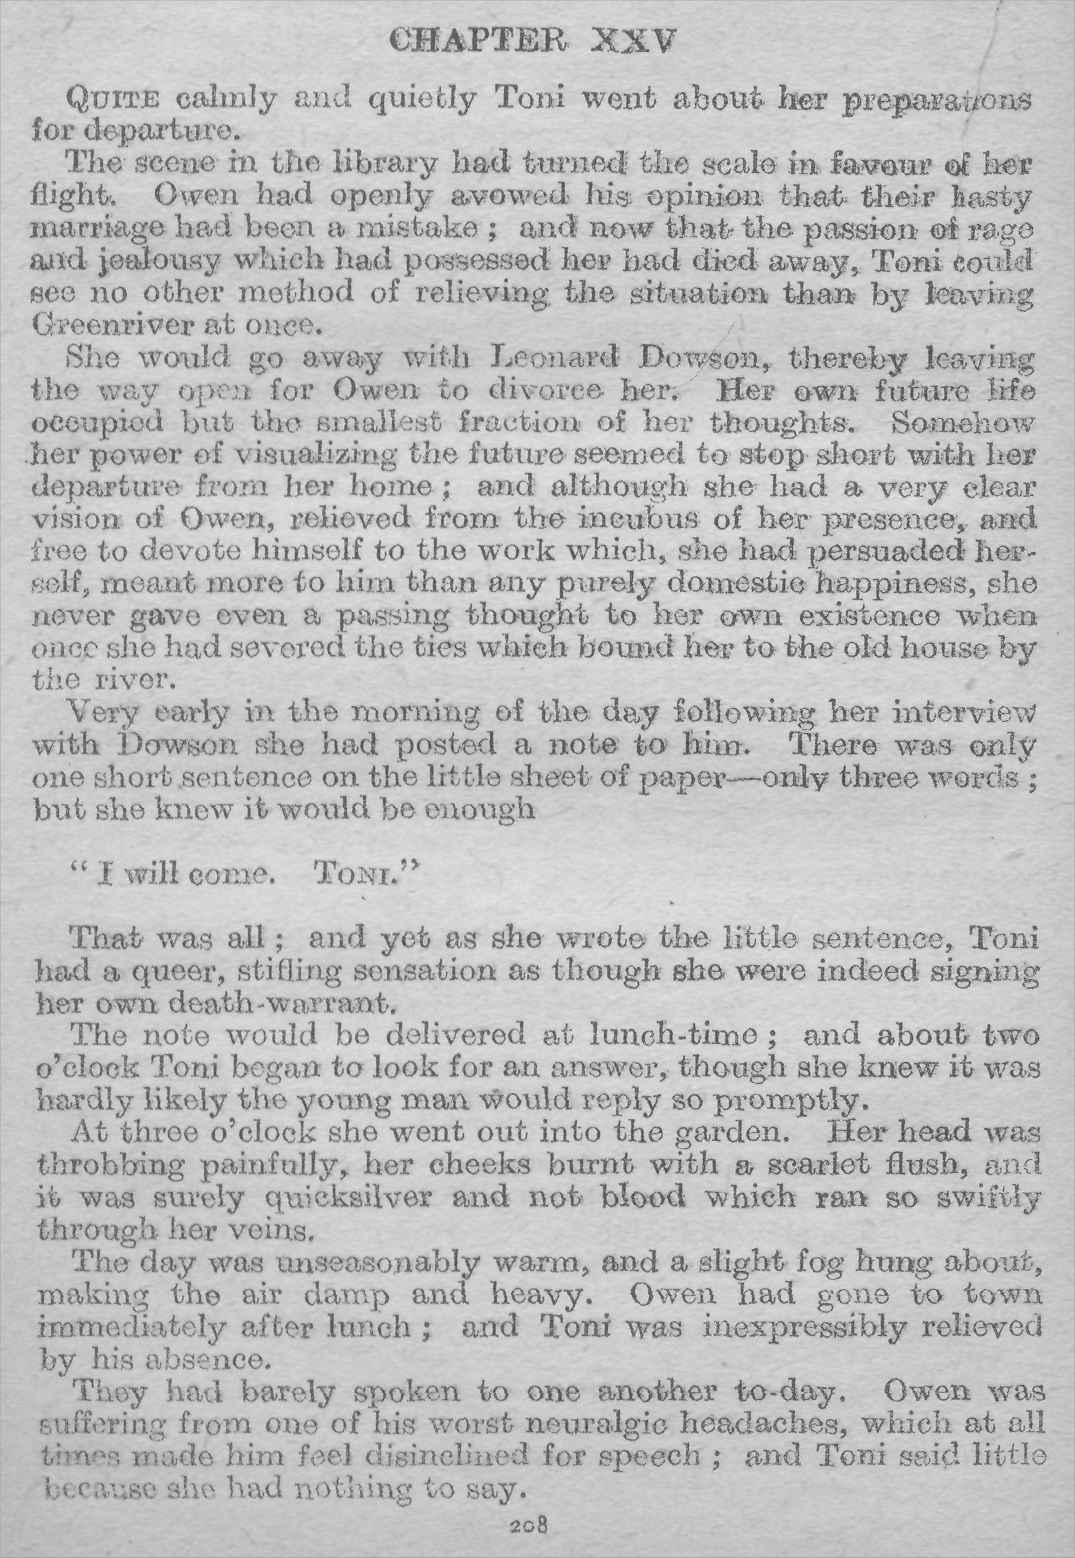 CHAPTER XXV
QUITE calmly and quietly Toni went about her preparations
for departure.
The scene in the library had turned the scale in favour of her
flight. Owen had openly avowed his opinion that their hasty
marriage had been a mistake ; and now that the passion of rage
and jealousy which had possessed her had died away, Toni could
see no other method of relieving the situation than by leaving
Greenriver at once.
She would go away with Leonard Dowson, thereby leaving
the way open for Owen to divorce her. Her own future life
occupied but the smallest fraction of her thoughts. Somehow
her power of visualizing the future seemed to stop short with her
departure from her home ; and although she had a very clear
vision of Owen, relieved from the incubus of her presence, and
free to devote himself to the work which, she had persuaded her-
self, meant more to him than any purely domestic happiness, she
never gave even a passing thought to her own existence when
once she had severed the ties which bound her to the old house by
the river.
Very early in the morning of the day following her interview
with Dowson she had posted a note to him. There was only
one short sentence on the little sheet of paper—only three words ;
but she knew it would be enough
“ I will come. TONI.”
That was all ; and yet as she wrote the little sentence, Toni
had a queer, stifling sensation as though she were indeed signing
her own death-warrant.
The note would be delivered at lunch-time ; and about two
o’clock Toni began to look for an answer, though she knew it was
hardly likely the young man would reply so promptly.
At three o’clock she went out into the garden. Her head was
throbbing painfully, her cheeks burnt with a scarlet flush, and
it was surely quicksilver and not blood which ran so swiftly
through her veins.
The day was unseasonably warm, and a slight fog hung about,
making the air damp and heavy. Owen had gone to town
immediately after lunch ; and Toni was inexpressibly relieved
by his absence.
They had barely spoken to one another to-day. Owen was
suffering from one of his worst neuralgic headaches, which at all
times made him feel disinclined for speech ; and Toni said little
because she had nothing to say.
208